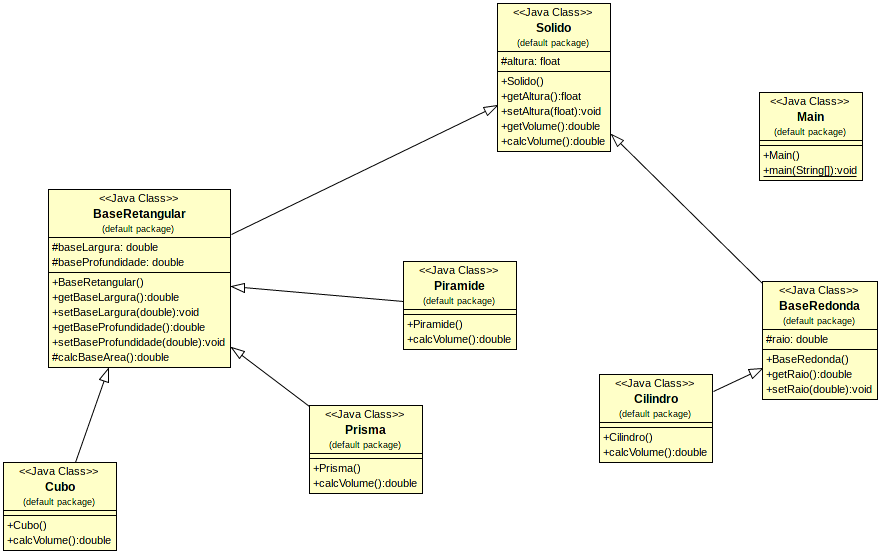 <<Java Class>>
Solido
(default package)
#altura: float
+Solido()
+getAltura():float
+setAltura(float):void
+getVolume():double
+calcVolume():double
<<Java Class>>
Main
(default package)
+Main()
+main(String[]):void
<<Java Class>>
BaseRetangular
(default package)
#baseLargura: double
#baseProfundidade: double
+BaseRetangular()
+getBaseLargura():double
+setBaseLargura(double):void
+getBaseProfundidade():double
+setBaseProfundidade(double):void
#calcBaseArea():double
<<Java Class>>
Piramide
(default package)
+Piramide()
+calcVolume():double
<<Java Class>>
BaseRedonda
(default package)
#raio: double
+BaseRedonda()
+getRaio():double
+setRaio(double):void
<<Java Class>>
Cilindro
(default package)
+Cilindro()
+calcVolume():double
<<Java Class>>
Prisma
(default package)
+Prisma()
+calcVolume():double
<<Java Class>>
Cubo
(default package)
+Cubo()
+calcVolume():double